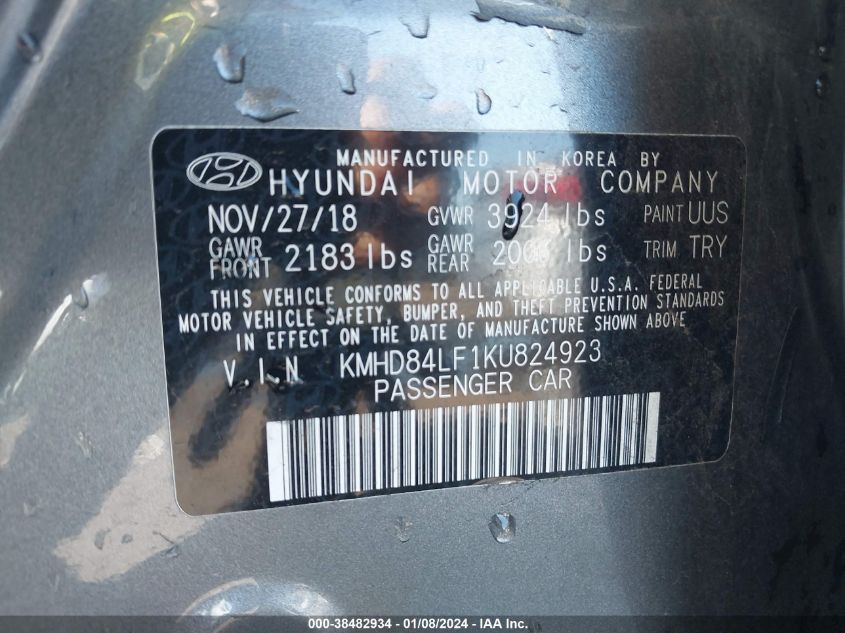 MANUFACTURED IN KOREA BY
HYUNDAI MOTOR COMPANY
NOV/27/18 GVWR 3924 lbs PAINT UUS
GAWR FRONT 2183 lbs GAWR REAR lbs TRIM TRY
THIS VEHICLE CONFORMS TO ALL APPLICABLE U.S.A. FEDERAL
MOTOR VEHICLE SAFETY, BUMPER, AND THEFT PREVENTION STANDARDS
IN EFFECT ON THE DATE OF MANUFACTURE SHOWN ABOVE
V.I.N KMHD84LF1KU824923
PASSENGER CAR
000-38482934 - 01/08/2024 - IAA Inc.